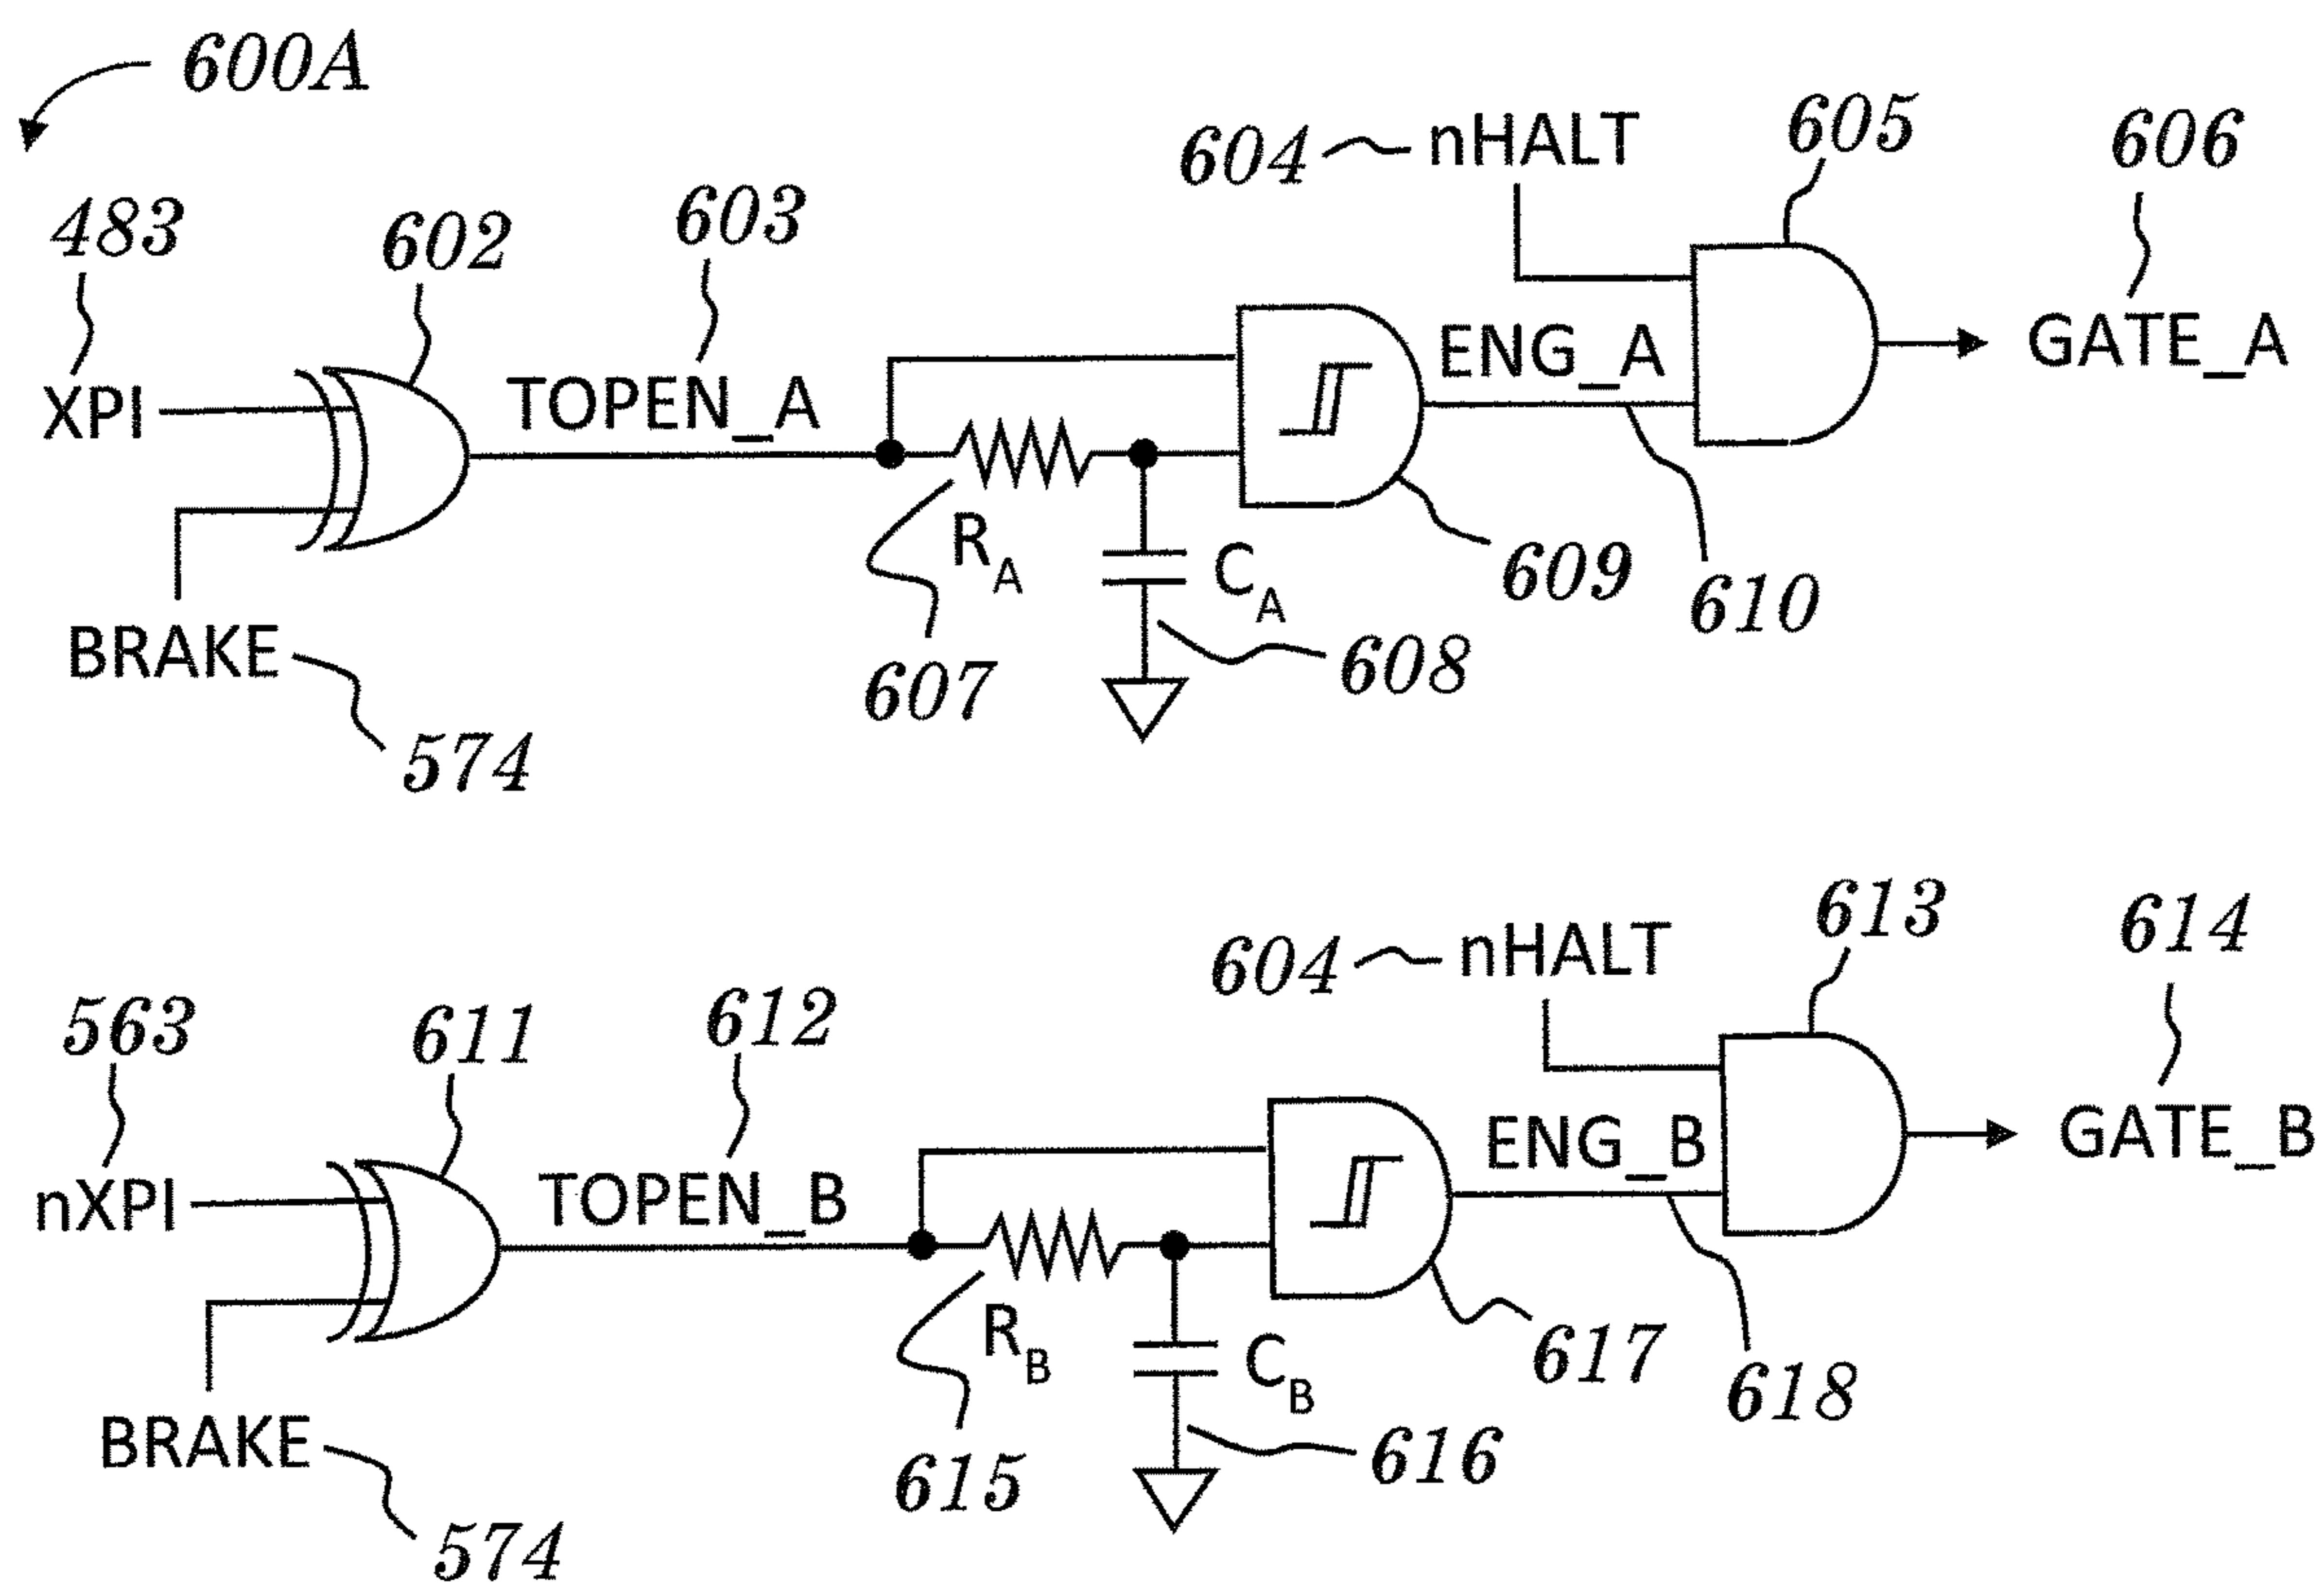 600A
604 nHALT
605
606
483
602
603
XPI
TOPEN_A
ENG_A
GATE_A
BRAKE
574
R_A
607
C_A
608
609
610
604 nHALT
613
614
563
611
612
nXPI
TOPEN_B
ENG_B
GATE_B
BRAKE
574
R_B
615
C_B
616
617
618